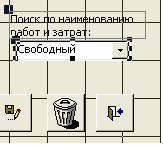 Поиск по наименованию
работ и затрат:
Свободный